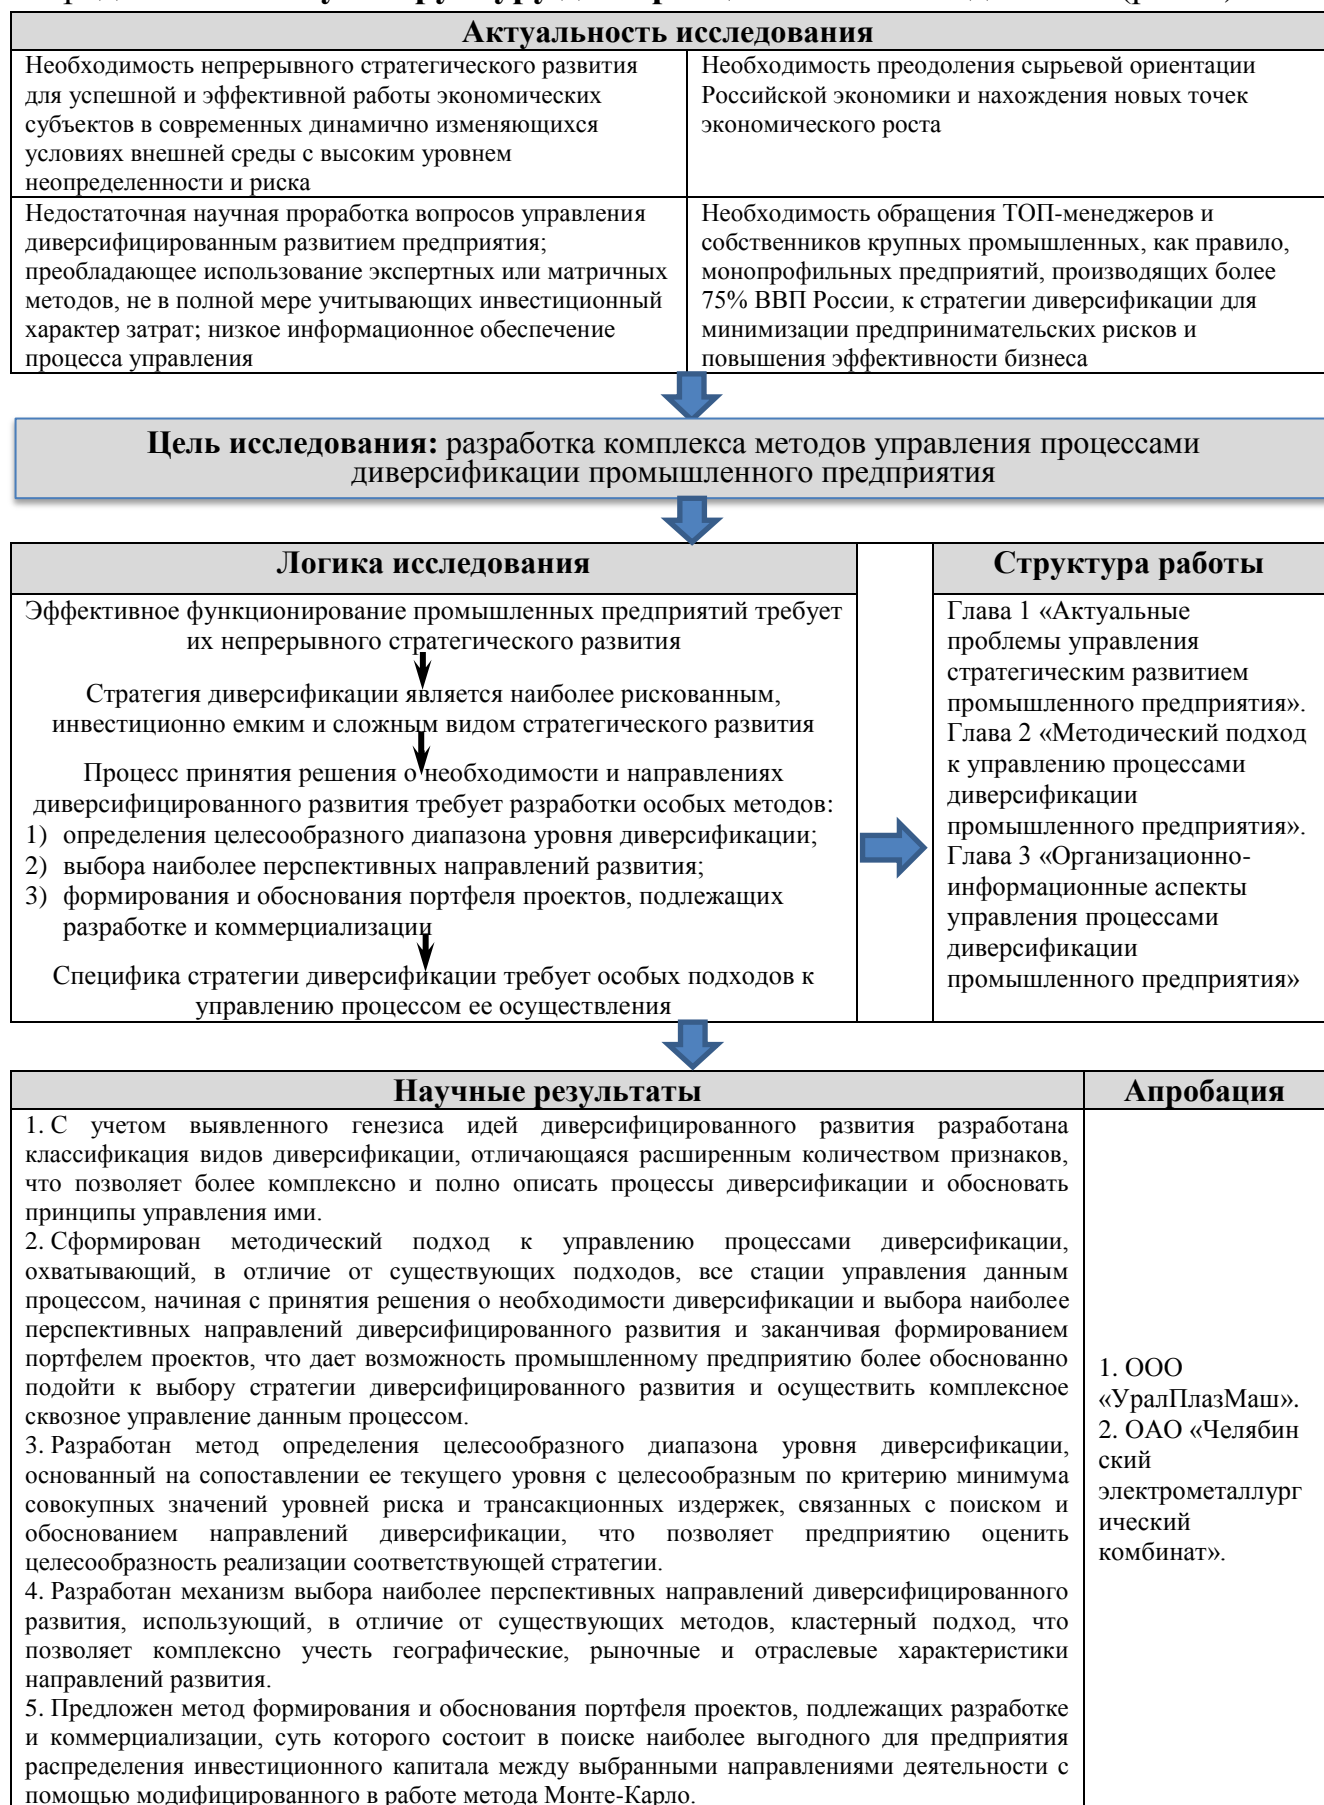 Актуальность исследования
Необходимость непрерывного стратегического развития
для успешной и эффективной работы экономических
субъектов в современных динамично изменяющихся
условиях внешней среды с высоким уровнем
неопределенности и риска
Необходимость преодоления сырьевой ориентации
Российской экономики и нахождения новых точек
экономического роста
Недостаточная научная проработка вопросов управления
диверсифицированным развитием предприятия;
преобладающее использование экспертных или матричных
методов, не в полной мере учитывающих инвестиционный
характер затрат; низкое информационное обеспечение
процесса управления
Необходимость обращения ТОП-менеджеров и
собственников крупных промышленных, как правило,
монопрофильных предприятий, производящих более
75% ВВП России, к стратегии диверсификации для
минимизации предпринимательских рисков и
повышения эффективности бизнеса
Цель исследования: разработка комплекса методов управления процессами
диверсификации промышленного предприятия
Логика исследования
Эффективное функционирование промышленных предприятий требует
их непрерывного стратегического развития
Стратегия диверсификации является наиболее рискованным,
инвестиционно емким и сложным видом стратегического развития
Процесс принятия решения о необходимости и направлениях
диверсифицированного развития требует разработки особых методов:
1) определения целесообразного диапазона уровня диверсификации;
2) выбора наиболее перспективных направлений развития;
3) формирования и обоснования портфеля проектов, подлежащих
разработке и коммерциализации
Специфика стратегии диверсификации требует особых подходов к
управлению процессом ее осуществления
Структура работы
Глава 1 «Актуальные
проблемы управления
стратегическим развитием
промышленного предприятия».
Глава 2 «Методический подход
к управлению процессами
диверсификации
промышленного предприятия».
Глава 3 «Организационно-
информационные аспекты
управления процессами
диверсификации
промышленного предприятия»
Научные результаты
1. С учетом выявленного генезиса идей диверсифицированного развития разработана
классификация видов диверсификации, отличающаяся расширенным количеством признаков,
что позволяет более комплексно и полно описать процессы диверсификации и обосновать
принципы управления ими.
2. Сформирован методический подход к управлению процессами диверсификации,
охватывающий, в отличие от существующих подходов, все стации управления данным
процессом, начиная с принятия решения о необходимости диверсификации и выбора наиболее
перспективных направлений диверсифицированного развития и заканчивая формированием
портфелем проектов, что дает возможность промышленному предприятию более обоснованно
подойти к выбору стратегии диверсифицированного развития и осуществить комплексное
сквозное управление данным процессом.
3. Разработан метод определения целесообразного диапазона уровня диверсификации,
основанный на сопоставлении ее текущего уровня с целесообразным по критерию минимума
совокупных значений уровней риска и трансакционных издержек, связанных с поиском и
обоснованием направлений диверсификации, что позволяет предприятию оценить
целесообразность реализации соответствующей стратегии.
4. Разработан механизм выбора наиболее перспективных направлений диверсифицированного
развития, использующий, в отличие от существующих методов, кластерный подход, что
позволяет комплексно учесть географические, рыночные и отраслевые характеристики
направлений развития.
5. Предложен метод формирования и обоснования портфеля проектов, подлежащих разработке
и коммерциализации, суть которого состоит в поиске наиболее выгодного для предприятия
распределения инвестиционного капитала между выбранными направлениями деятельности с
помощью модифицированного в работе метода Монте-Карло.
Апробация
1. ООО
«УралПлазМаш».
2. ОАО «Челябин
ский
электрометаллург
ический
комбинат».